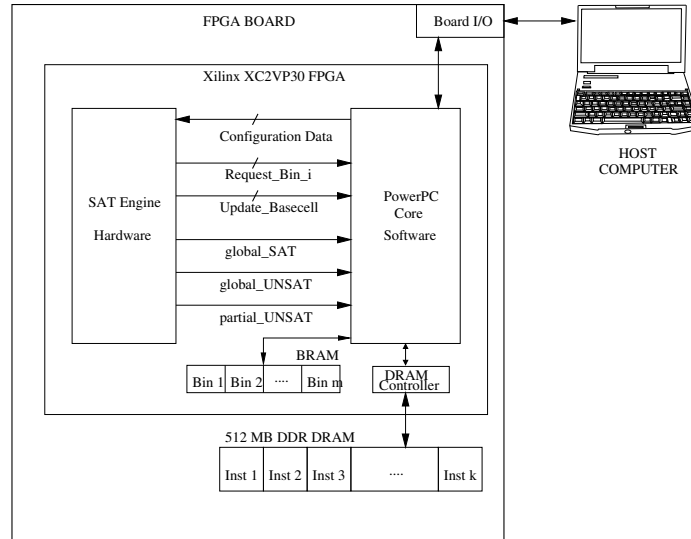 FPGA BOARD
Board I/O
Xilinx XC2VP30 FPGA
Configuration Data
Request_Bin_i
Update_Basecell
global_SAT
global_UNSAT
partial_UNSAT
SAT Engine
Hardware
PowerPC
Core
Software
HOST
COMPUTER
BRAM
Bin 1
Bin 2
....
Bin m
DRAM
Controller
512 MB DDR DRAM
Inst 1
Inst 2
Inst 3
....
Inst k